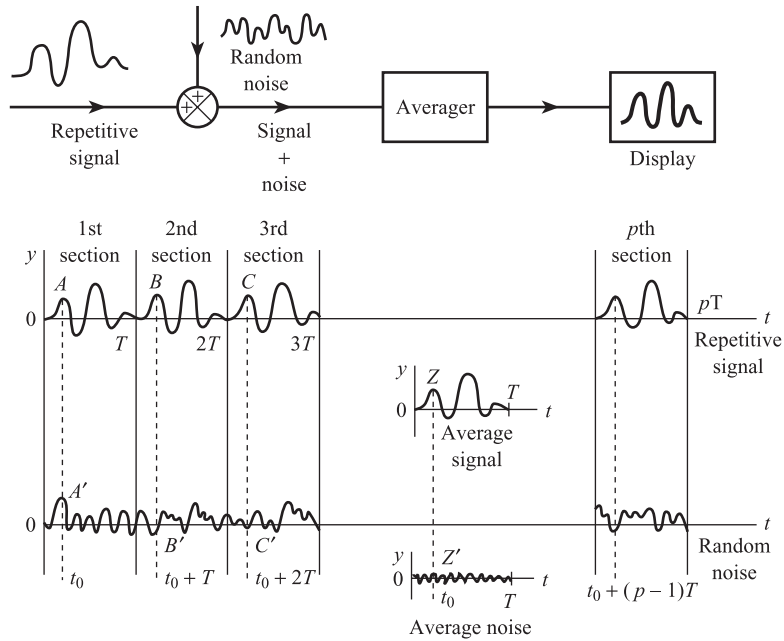 Random
noise
+
+
Averager
Repetitive
signal
Signal
+
noise
Display
1st
section
2nd
section
3rd
section
pth
section
y
A
B
C
0
T
2T
3T
pT
t
Repetitive
signal
y
Z
T
0
t
Average
signal
A′
0
B′
C′
t
Random
noise
y
Z′
0
t
t₀
t₀ + T
t₀ + 2T
t₀
T
t₀ + (p − 1)T
Average noise